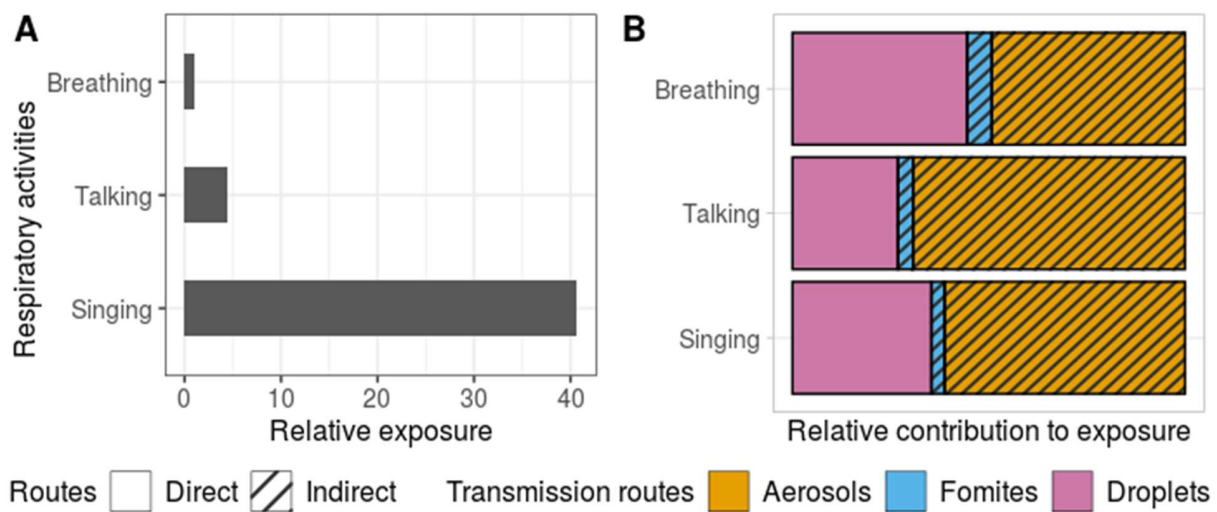 A
Respiratory activities
Breathing
Talking
Singing
0 10 20 30 40
Relative exposure
B
Breathing
Talking
Singing
Relative contribution to exposure
Routes Direct Indirect Transmission routes Aerosols Fomites Droplets